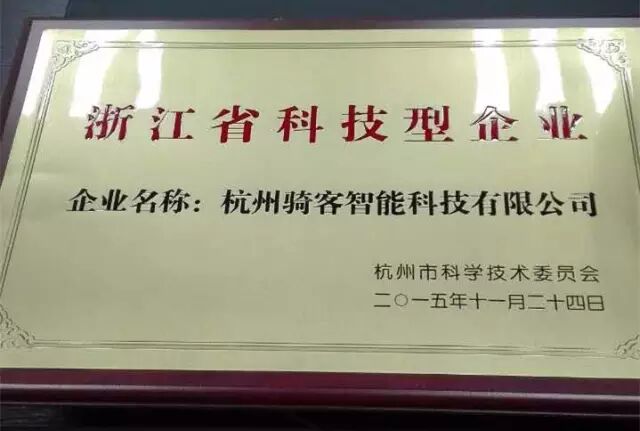 浙江省科技型企业
企业名称：杭州骑客智能科技有限公司
杭州市科学技术委员会
二〇一五年十一月二十四日